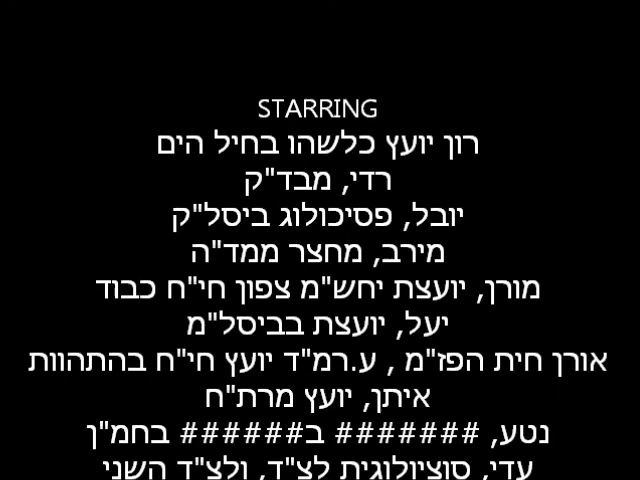 STARRING
רון יועץ כלשהו בחיל הים
רדי, מבד"ק
יובל, פסיכולוג ביסל"ק
מירב, מחצר ממד"ה
מורן, יועצת יחש"מ צפון חי"ח כבוד
יעל, יועצת בביסל"מ
אורן חית הפז"מ , ע.רמ"ד יועץ חי"ח בהתהוות
איתן, יועץ מרת"ח
נטע, ####### ב###### בחמ"ן
עדי, סוציולוגית לצ"ד, ולצ"ד השני